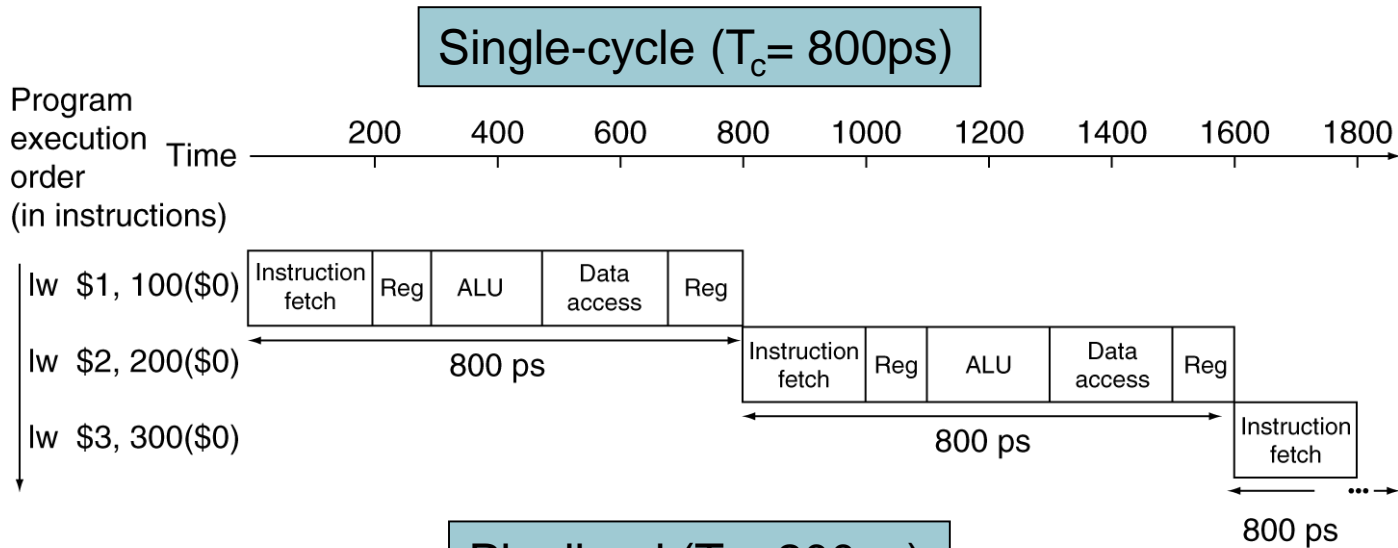 Single-cycle (Tc= 800ps)
Program
execution
order
(in instructions)
Time
200 400 600 800 1000 1200 1400 1600 1800
lw $1, 100($0)
Instruction
fetch
Reg
ALU
Data
access
Reg
800 ps
lw $2, 200($0)
Instruction
fetch
Reg
ALU
Data
access
Reg
800 ps
lw $3, 300($0)
Instruction
fetch
...
800 ps